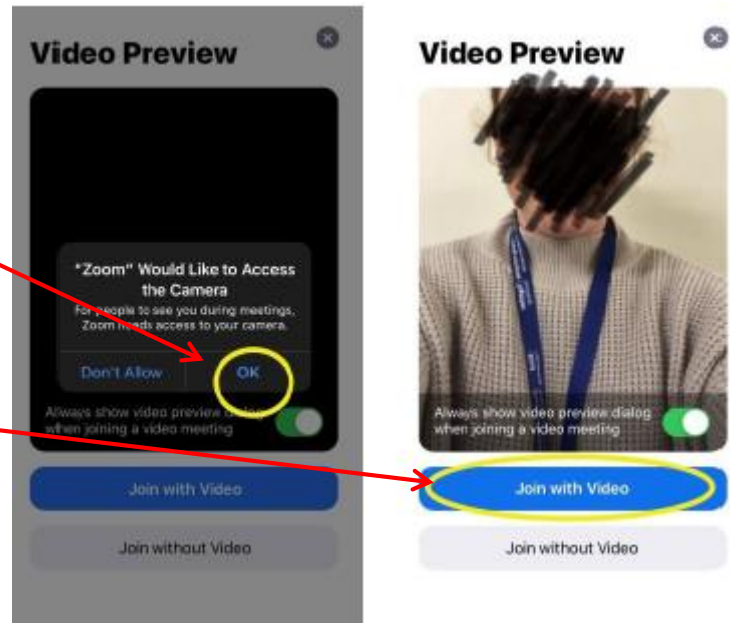 Video Preview
"Zoom" Would Like to Access
the Camera
For people to see you during meetings,
Zoom needs access to your camera.
Don't Allow
OK
Always show video preview dialog
when joining a video meeting
Join with Video
Join without Video
Video Preview
Always show video preview dialog
when joining a video meeting
Join with Video
Join without Video